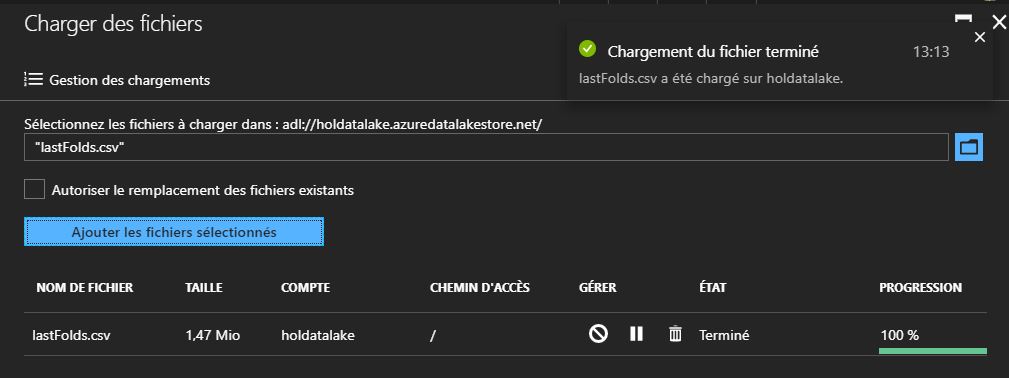 Charger des fichiers
Chargement du fichier terminé 13:13
lastFolds.csv a été chargé sur holdatalake.
Gestion des chargements
Sélectionnez les fichiers à charger dans : adl://holdatalake.azuredatalakestore.net/
"lastFolds.csv"
Autoriser le remplacement des fichiers existants
Ajouter les fichiers sélectionnés
NOM DE FICHIER TAILLE COMPTE CHEMIN D'ACCÈS GÉRER ÉTAT PROGRESSION
lastFolds.csv 1,47 Mio holdatalake / Terminé 100 %